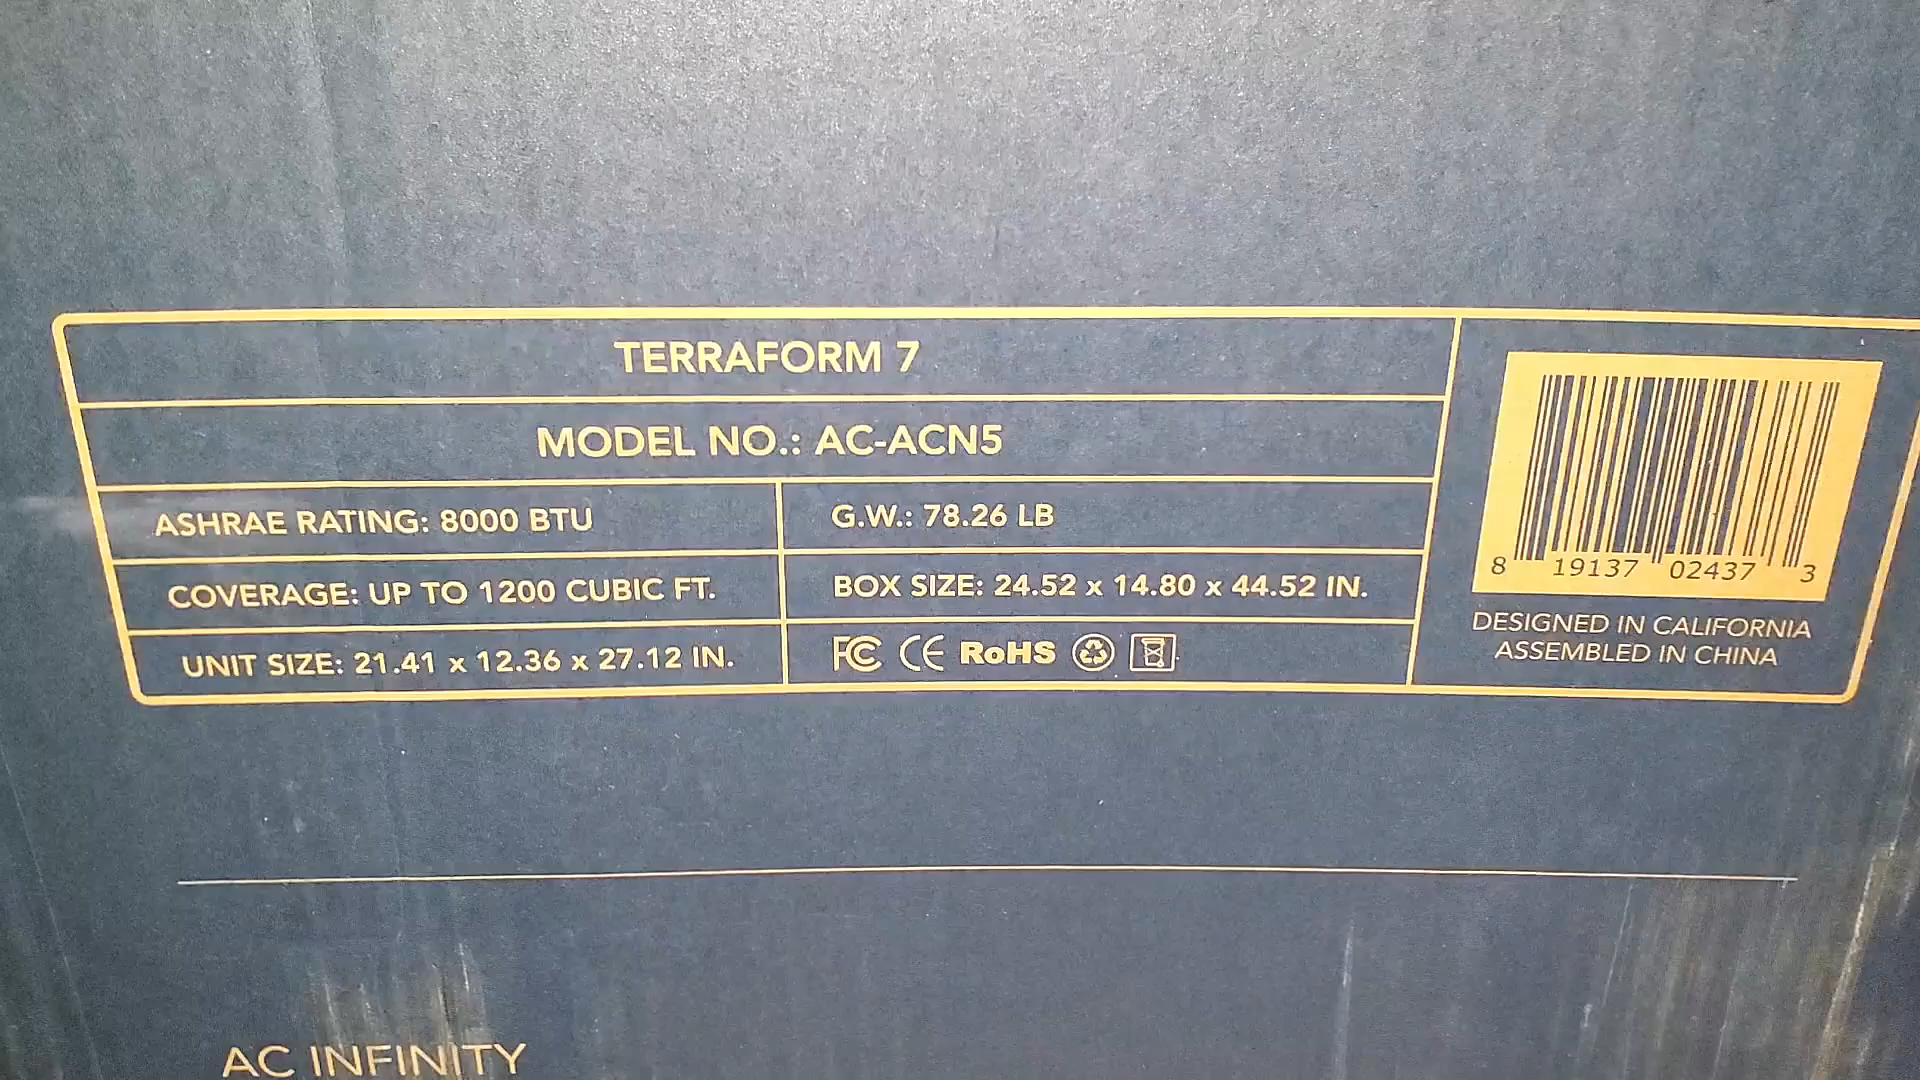 TERRAFORM 7
MODEL NO.: AC-ACN5
ASHRAE RATING: 8000 BTU
G.W.: 78.26 LB
COVERAGE: UP TO 1200 CUBIC FT.
BOX SIZE: 24.52 x 14.80 x 44.52 IN.
UNIT SIZE: 21.41 x 12.36 x 27.12 IN.
FC CE RoHS
8 19137 02437 3
DESIGNED IN CALIFORNIA
ASSEMBLED IN CHINA
AC INFINITY